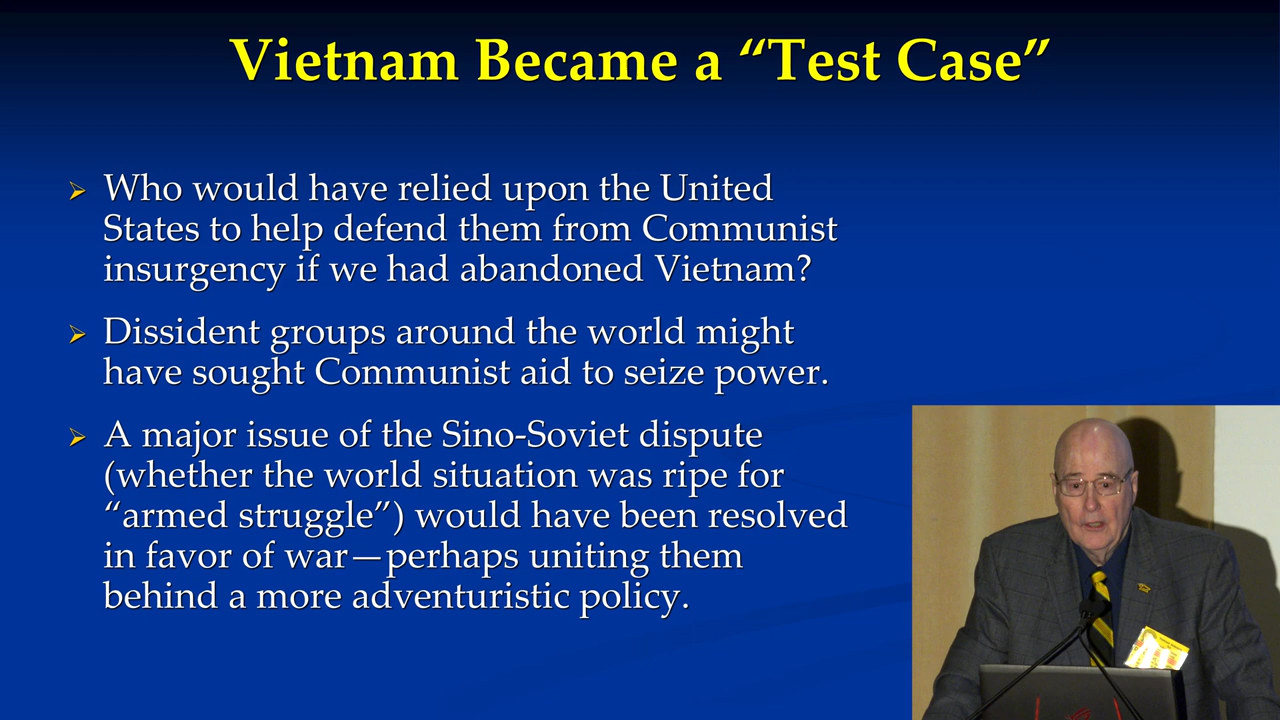 Vietnam Became a “Test Case”
➢ Who would have relied upon the United
States to help defend them from Communist
insurgency if we had abandoned Vietnam?
➢ Dissident groups around the world might
have sought Communist aid to seize power.
➢ A major issue of the Sino-Soviet dispute
(whether the world situation was ripe for
“armed struggle”) would have been resolved
in favor of war—perhaps uniting them
behind a more adventuristic policy.